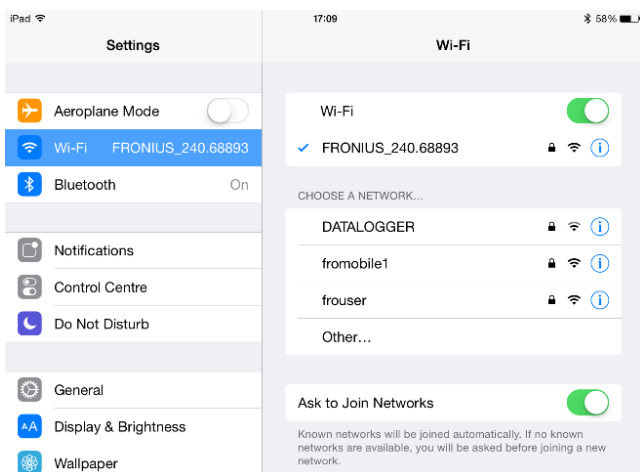 iPad 17:09 58%
Settings
Wi-Fi
Aeroplane Mode
Wi-Fi FRONIUS_240.68893
Bluetooth On
Notifications
Control Centre
Do Not Disturb
General
AA Display & Brightness
Wallpaper
Wi-Fi
FRONIUS_240.68893
CHOOSE A NETWORK...
DATALOGGER
fromobile1
frouser
Other...
Ask to Join Networks
Known networks will be joined automatically. If no known
networks are available, you will be asked before joining a new
network.